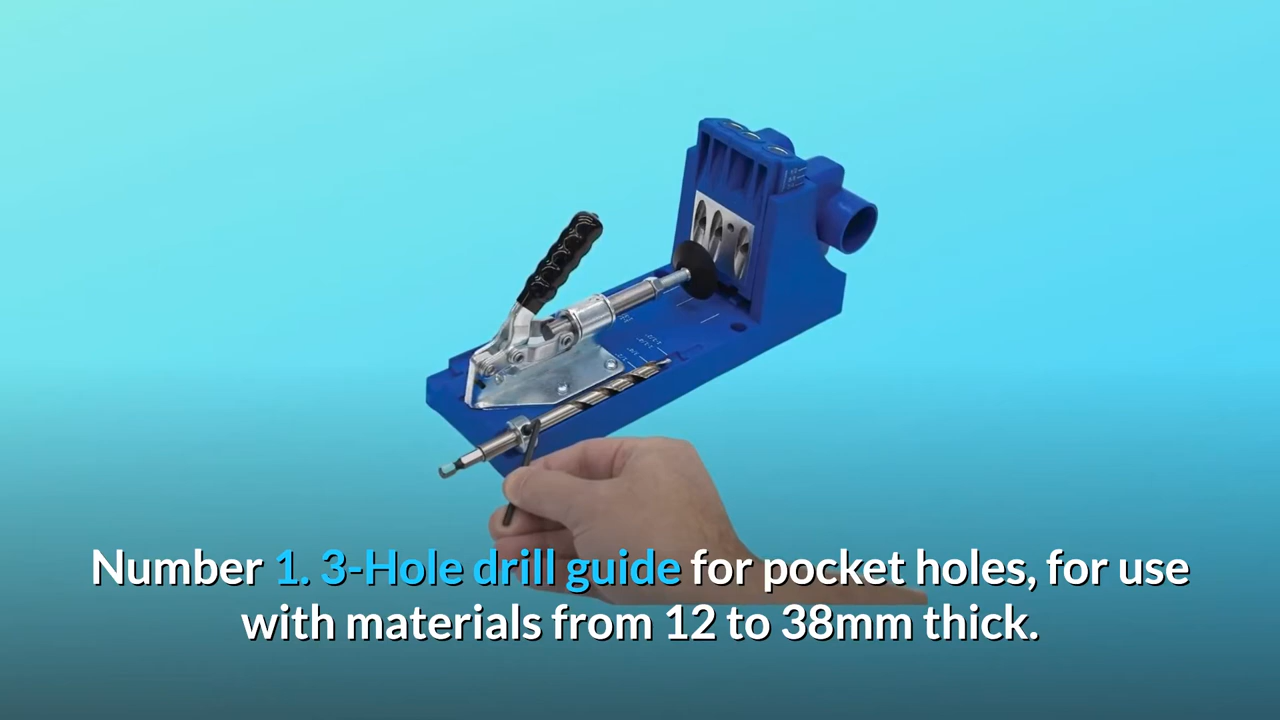 Number 1. 3-Hole drill guide for pocket holes, for use
with materials from 12 to 38mm thick.